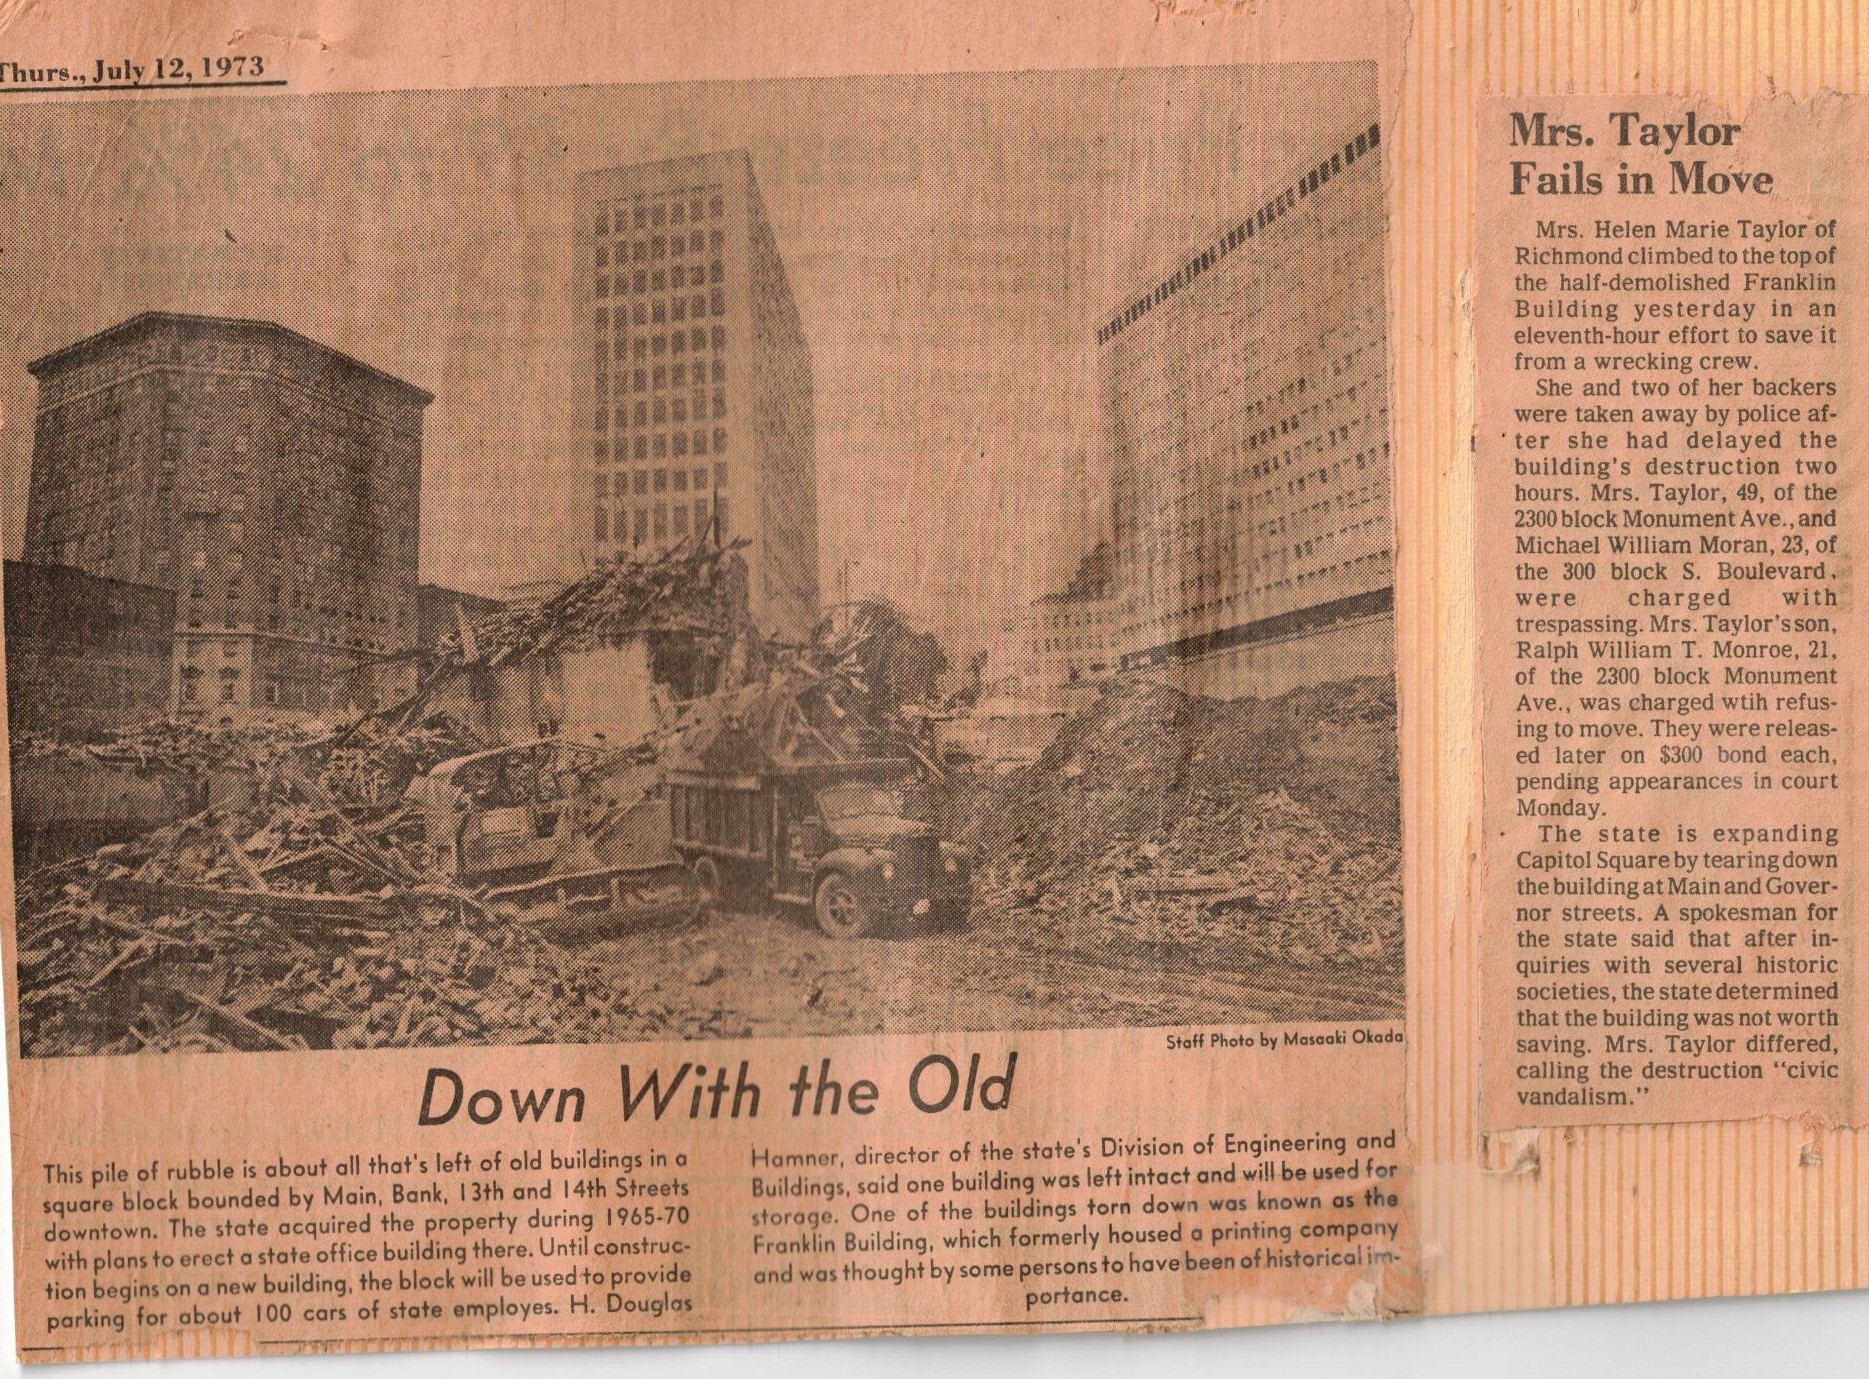 Thurs., July 12, 1973
Staff Photo by Masaaki Okada
Down With the Old
This pile of rubble is about all that's left of old buildings in a
square block bounded by Main, Bank, 13th and 14th Streets
downtown. The state acquired the property during 1965-70
with plans to erect a state office building there. Until construc-
tion begins on a new building, the block will be used to provide
parking for about 100 cars of state employes. H. Douglas
Hamner, director of the state's Division of Engineering and
Buildings, said one building was left intact and will be used for
storage. One of the buildings torn down was known as the
Franklin Building, which formerly housed a printing company
and was thought by some persons to have been of historical im-
portance.
Mrs. Taylor
Fails in Move
Mrs. Helen Marie Taylor of
Richmond climbed to the top of
the half-demolished Franklin
Building yesterday in an
eleventh-hour effort to save it
from a wrecking crew.
She and two of her backers
were taken away by police af-
ter she had delayed the
building's destruction two
hours. Mrs. Taylor, 49, of the
2300 block Monument Ave., and
Michael William Moran, 23, of
the 300 block S. Boulevard,
were charged with
trespassing. Mrs. Taylor's son,
Ralph William T. Monroe, 21,
of the 2300 block Monument
Ave., was charged wtih refus-
ing to move. They were releas-
ed later on $300 bond each,
pending appearances in court
Monday.
The state is expanding
Capitol Square by tearing down
the building at Main and Gover-
nor streets. A spokesman for
the state said that after in-
quiries with several historic
societies, the state determined
that the building was not worth
saving. Mrs. Taylor differed,
calling the destruction "civic
vandalism."